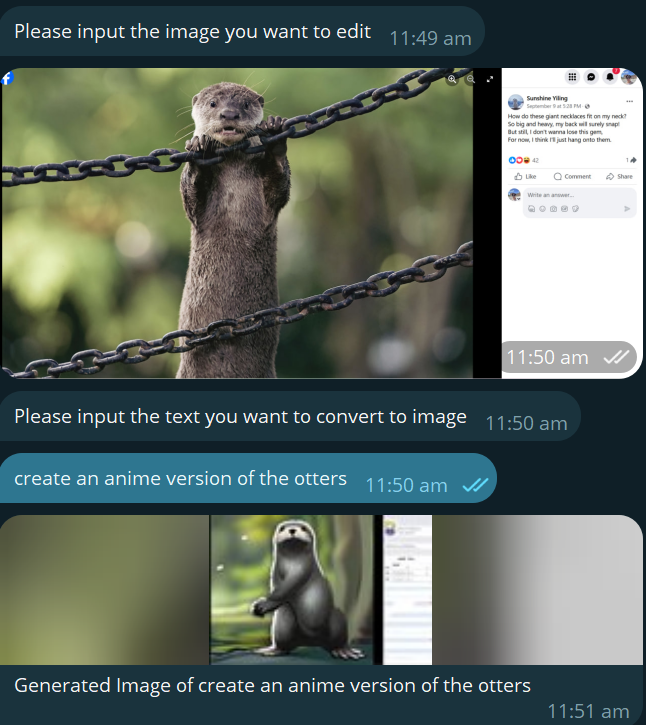 Please input the image you want to edit
11:49 am
Sunshine Yiling
September 9 at 5:28 PM
How do these giant necklaces fit on my neck?
So big and heavy, my back will surely snap!
But still, I don't wanna lose this gem,
For now, I think I'll just hang onto them.
42
1
Like Comment Share
Write an answer...
11:50 am
Please input the text you want to convert to image
11:50 am
create an anime version of the otters
11:50 am
Generated Image of create an anime version of the otters
11:51 am